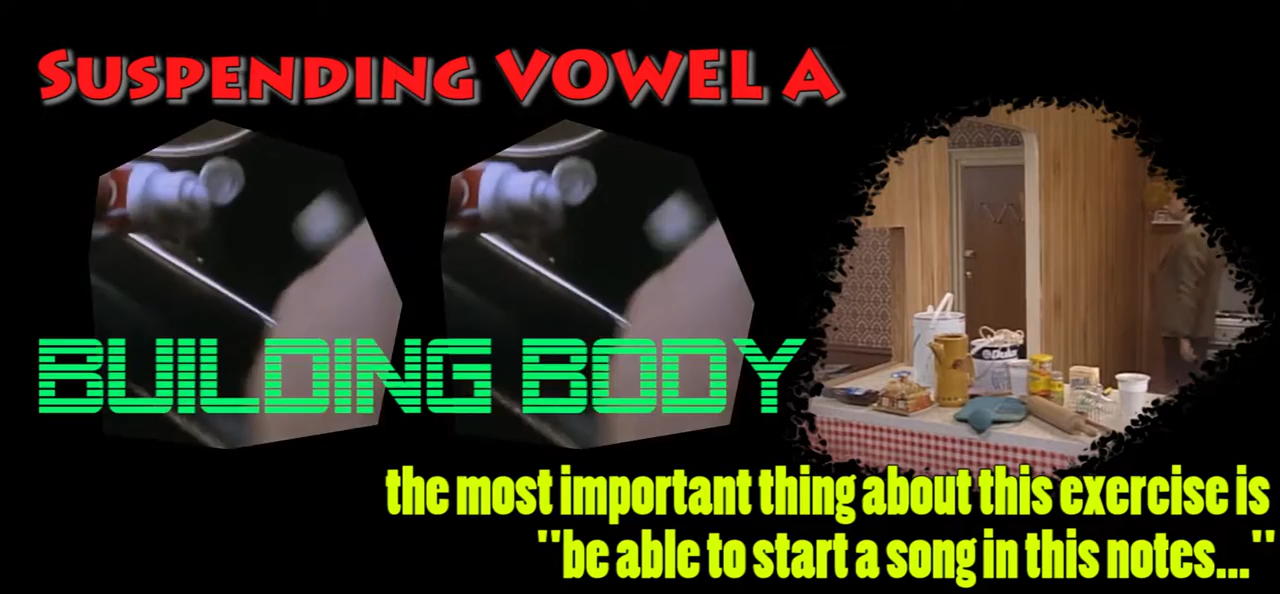 SUSPENDING VOWEL A
BUILDING BODY
Dulux
the most important thing about this exercise is
"be able to start a song in this notes..."